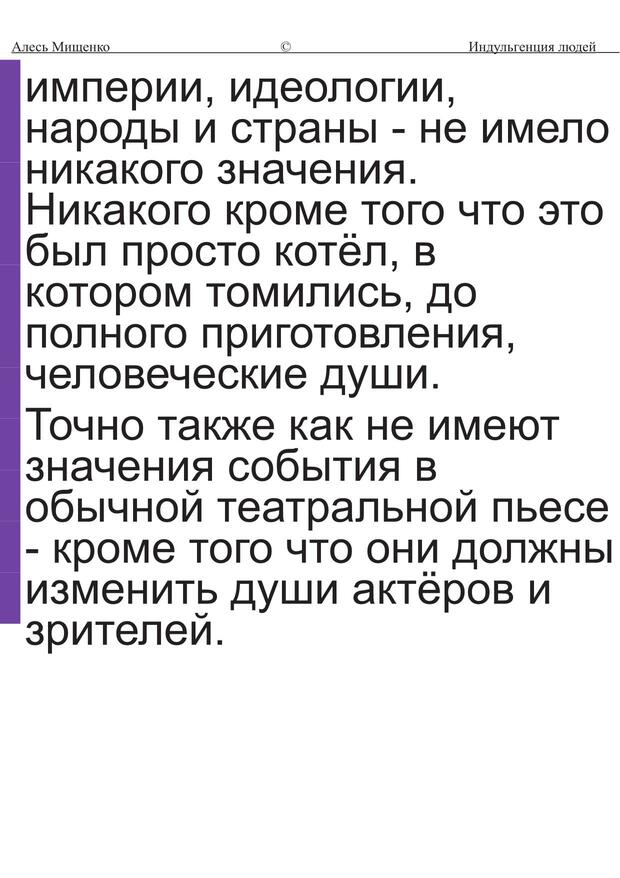 Алесь Мищенко © Индульгенция людей
империи, идеологии,
народы и страны - не имело
никакого значения.
Никакого кроме того что это
был просто котёл, в
котором томились, до
полного приготовления,
человеческие души.
Точно также как не имеют
значения события в
обычной театральной пьесе
- кроме того что они должны
изменить души актёров и
зрителей.